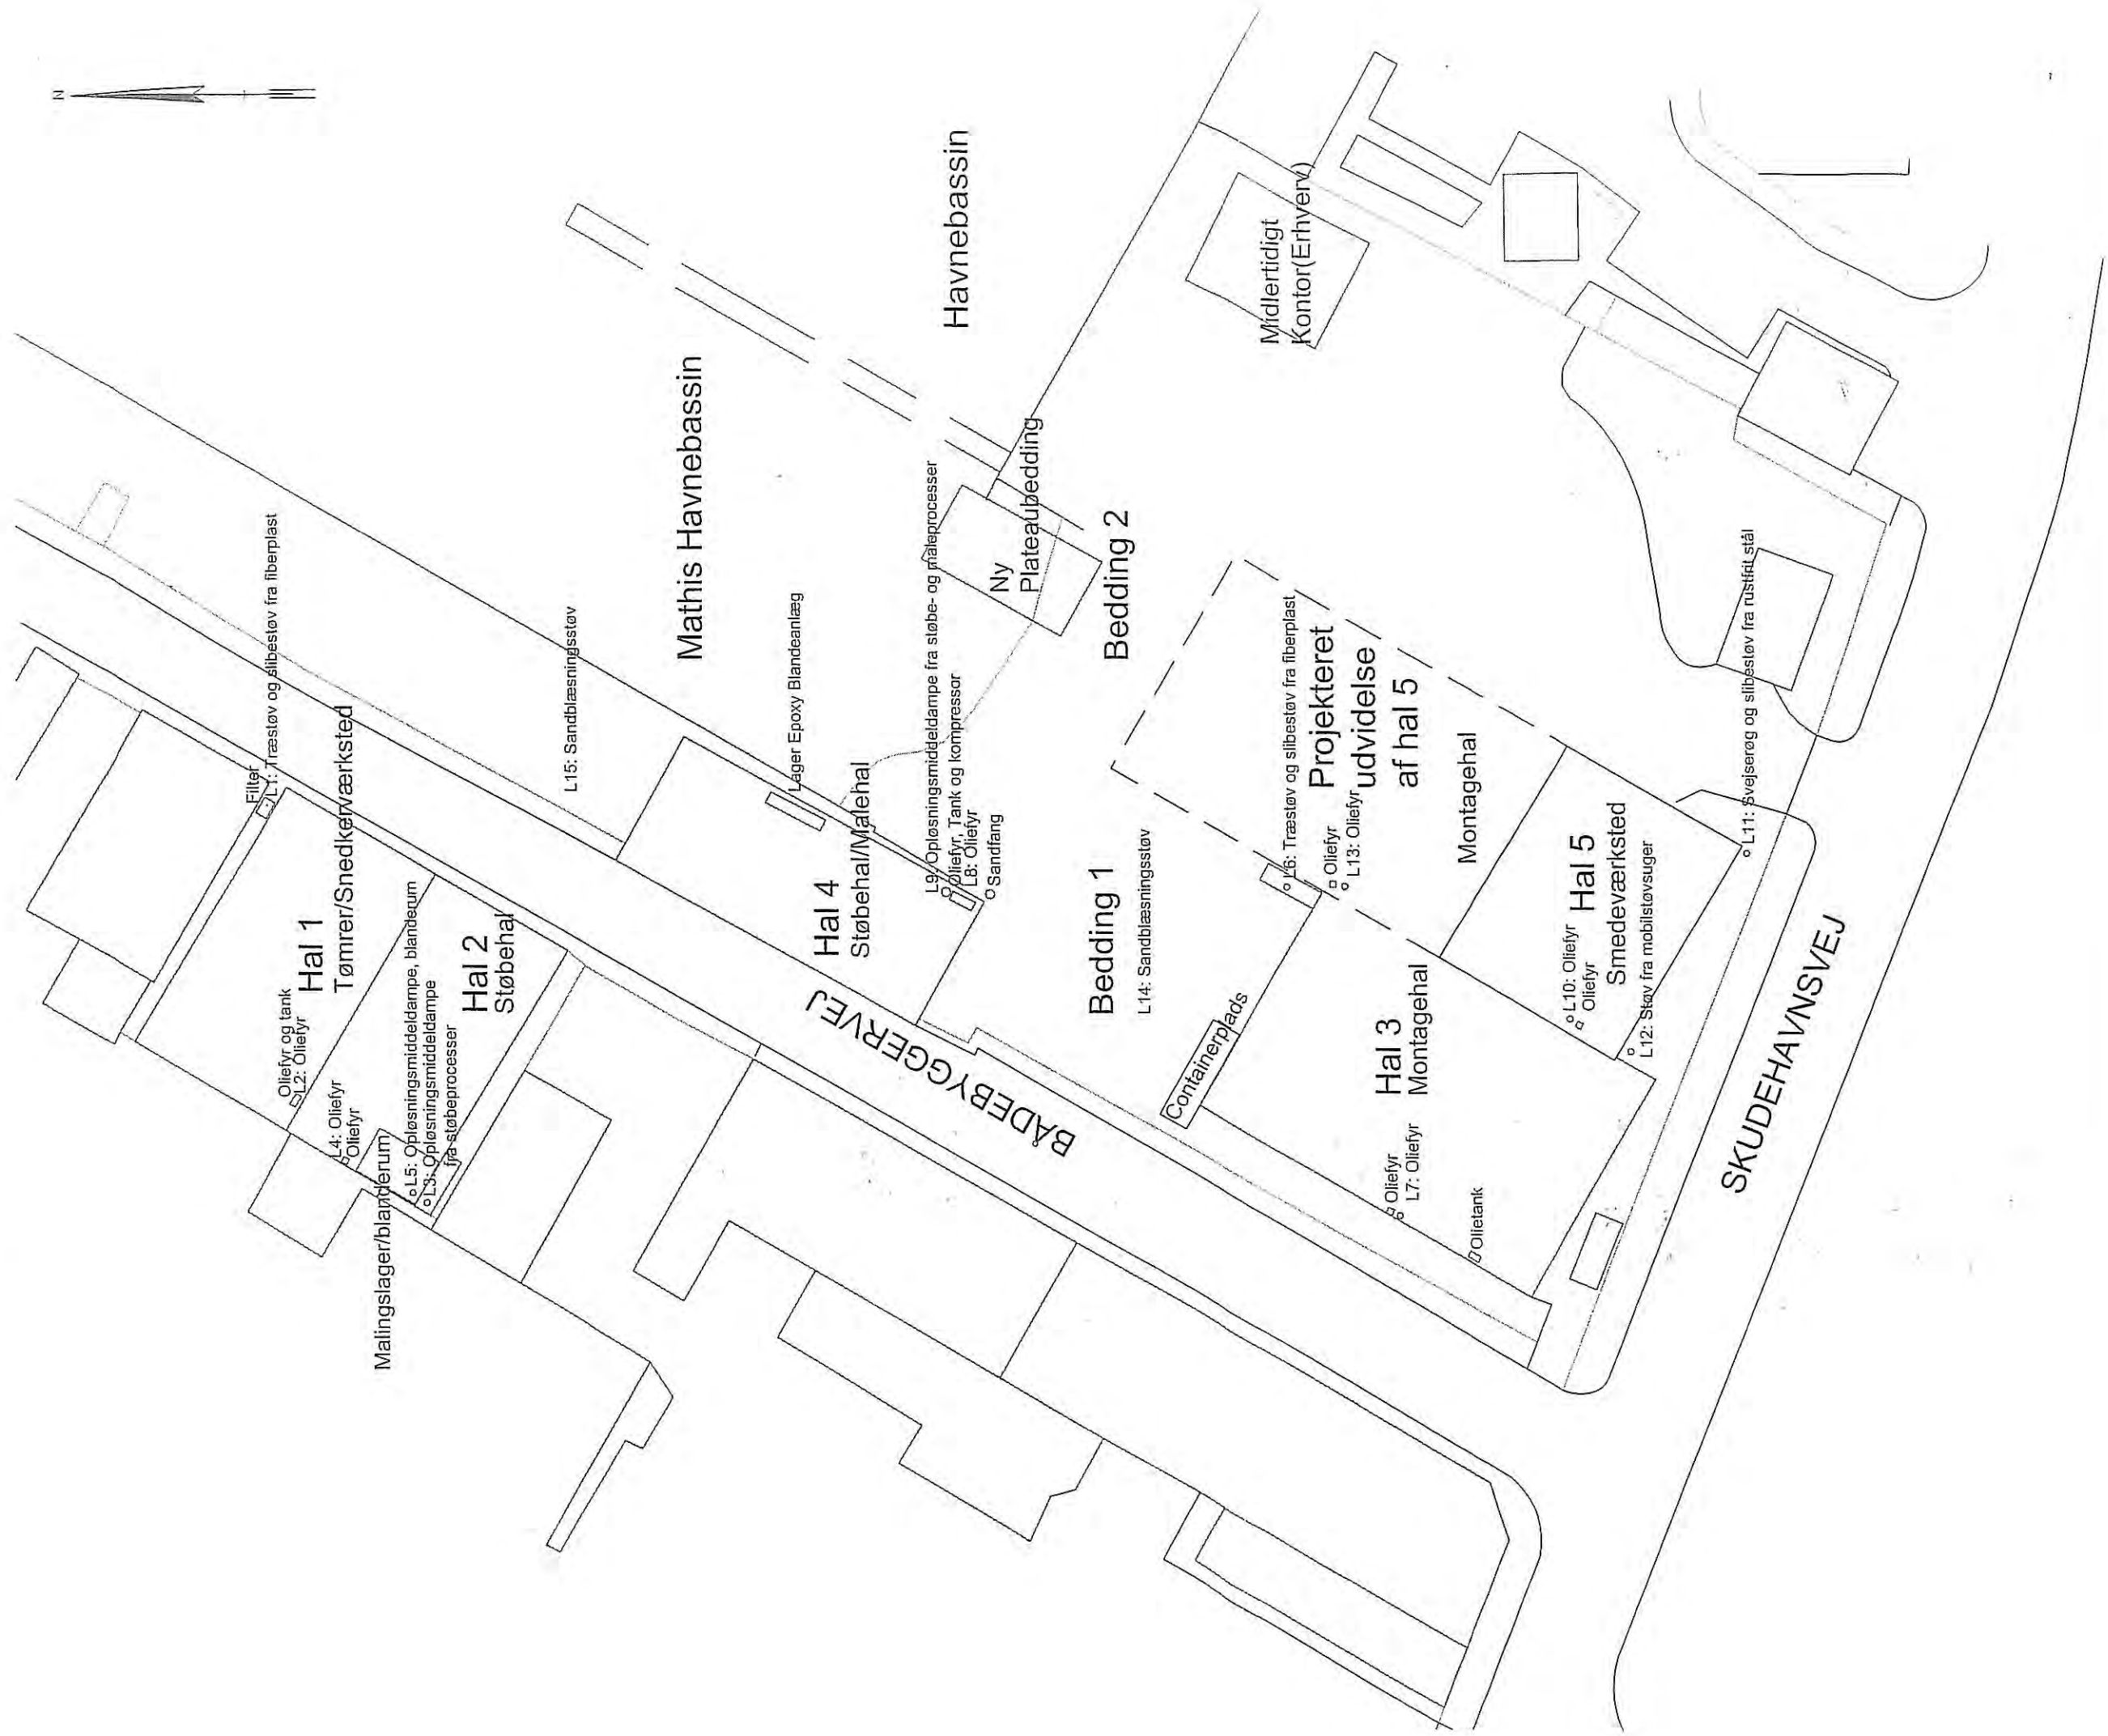 N
Havnebassin
Mathis Havnebassin
Midlertidigt
Kontor(Erhverv)
Filter
L1: Træstøv og slibestøv fra fiberplast
Hal 1
Tømrer/Snedkerværksted
Oliefyr og tank
L2: Oliefyr
L4: Oliefyr
Oliefyr
Malingslager/blanderum
L5: Opløsningsmiddeldampe, blanderum
L3: Opløsningsmiddeldampe
fra støbeprocesser
Hal 2
Støbehal
L15: Sandblæsningsstøv
Lager Epoxy Blandeanlæg
Hal 4
Støbehal/Malehal
L9: Opløsningsmiddeldampe fra støbe- og maleprocesser
Oliefyr, Tank og kompressor
L8: Oliefyr
Sandfang
Ny
Plateaubedding
Bedding 2
Bedding 1
L14: Sandblæsningsstøv
BÅDEBYGGERVEJ
Containerplads
L6: Træstøv og slibestøv fra fiberplast
Projekteret
udvidelse
af hal 5
Oliefyr
L13: Oliefyr
Montagehal
Hal 3
Montagehal
Oliefyr
L7: Oliefyr
Olietank
L10: Oliefyr
Oliefyr
Hal 5
Smedeværksted
L12: Støv fra mobilstøvsuger
L11: Svejserøg og slibestøv fra rustfrit stål
SKUDEHAVNSVEJ